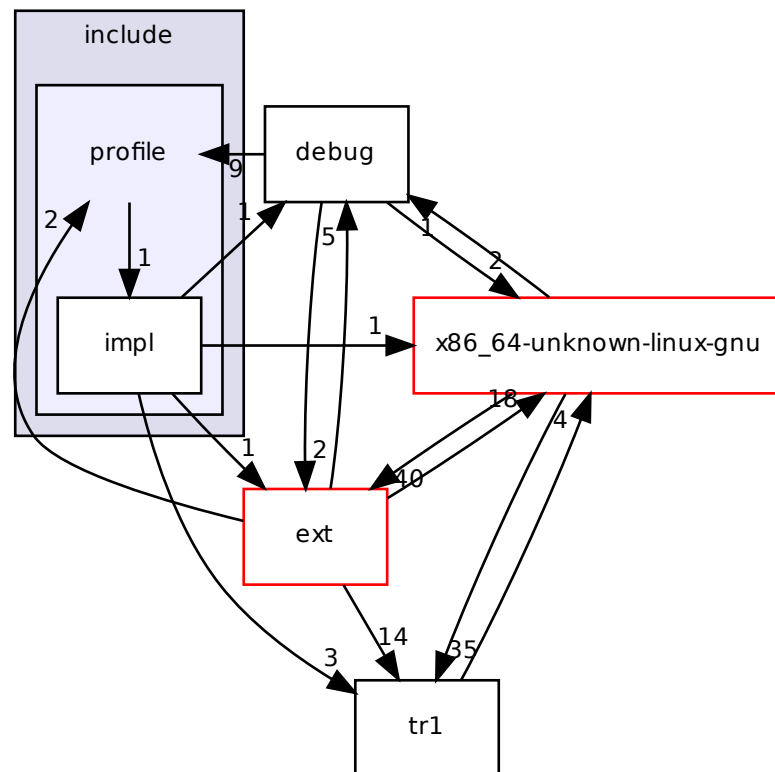 include
profile
debug
9
1
2
5
1
1
2
impl
1
x86_64-unknown-linux-gnu
18
4
1
2
40
ext
14
35
3
tr1